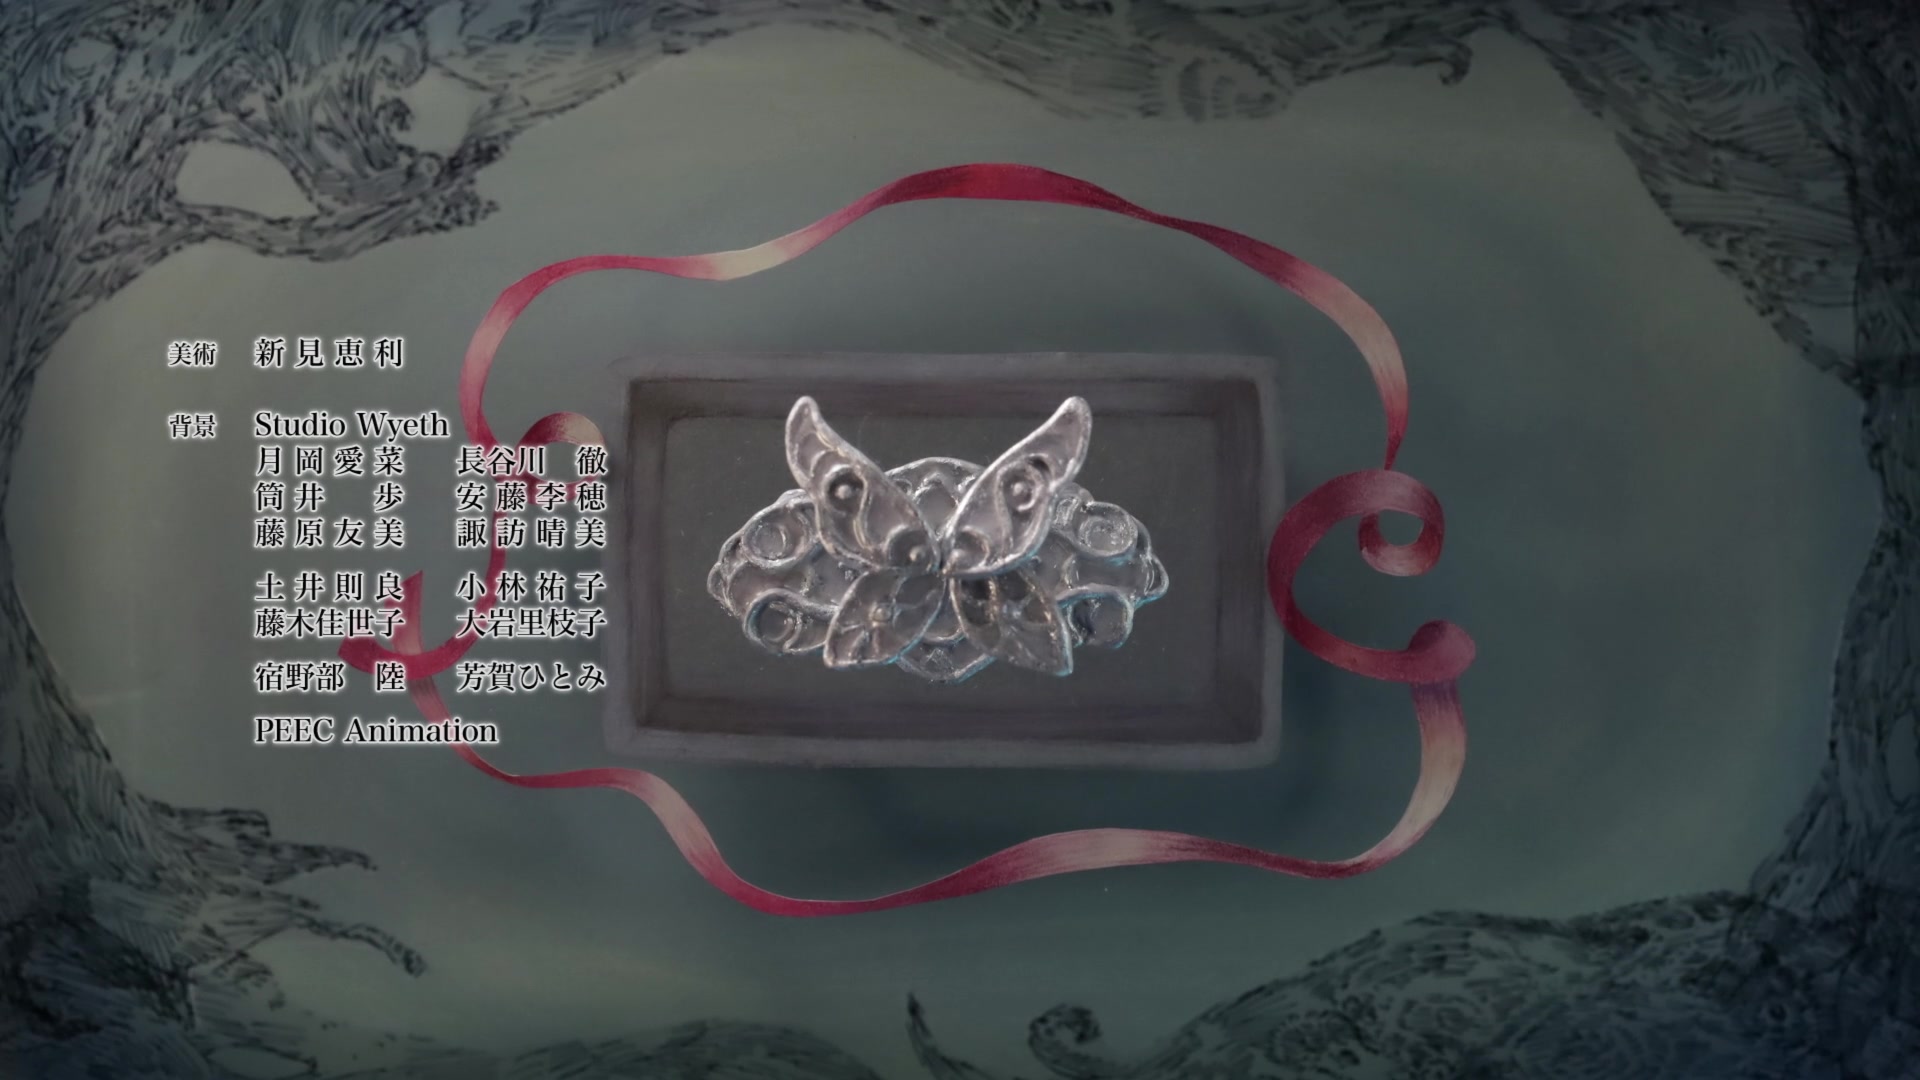 美術 新見恵利
背景 Studio Wyeth
月岡愛菜 長谷川 徹
筒井 歩 安藤李穂
藤原友美 諏訪晴美
土井則良 小林祐子
藤木佳世子 大岩里枝子
宿野部 陸 芳賀ひとみ
PEEC Animation